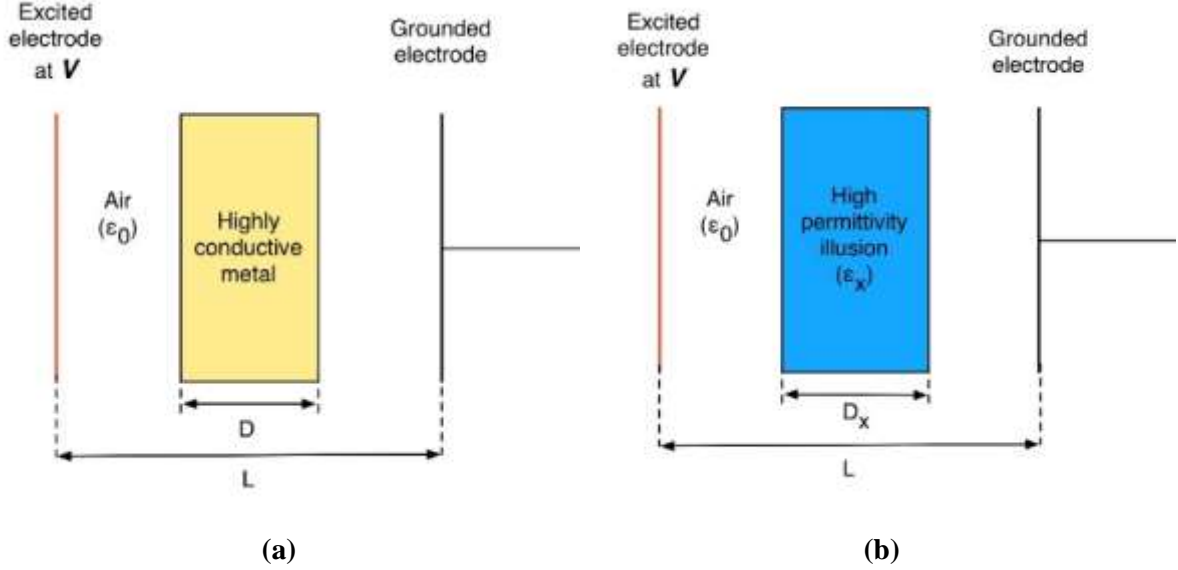 Excited
electrode
at V
Grounded
electrode
Air
(ε0)
Highly
conductive
metal
D
L
(a)
Excited
electrode
at V
Grounded
electrode
Air
(ε0)
High
permittivity
illusion
(εx)
Dx
L
(b)